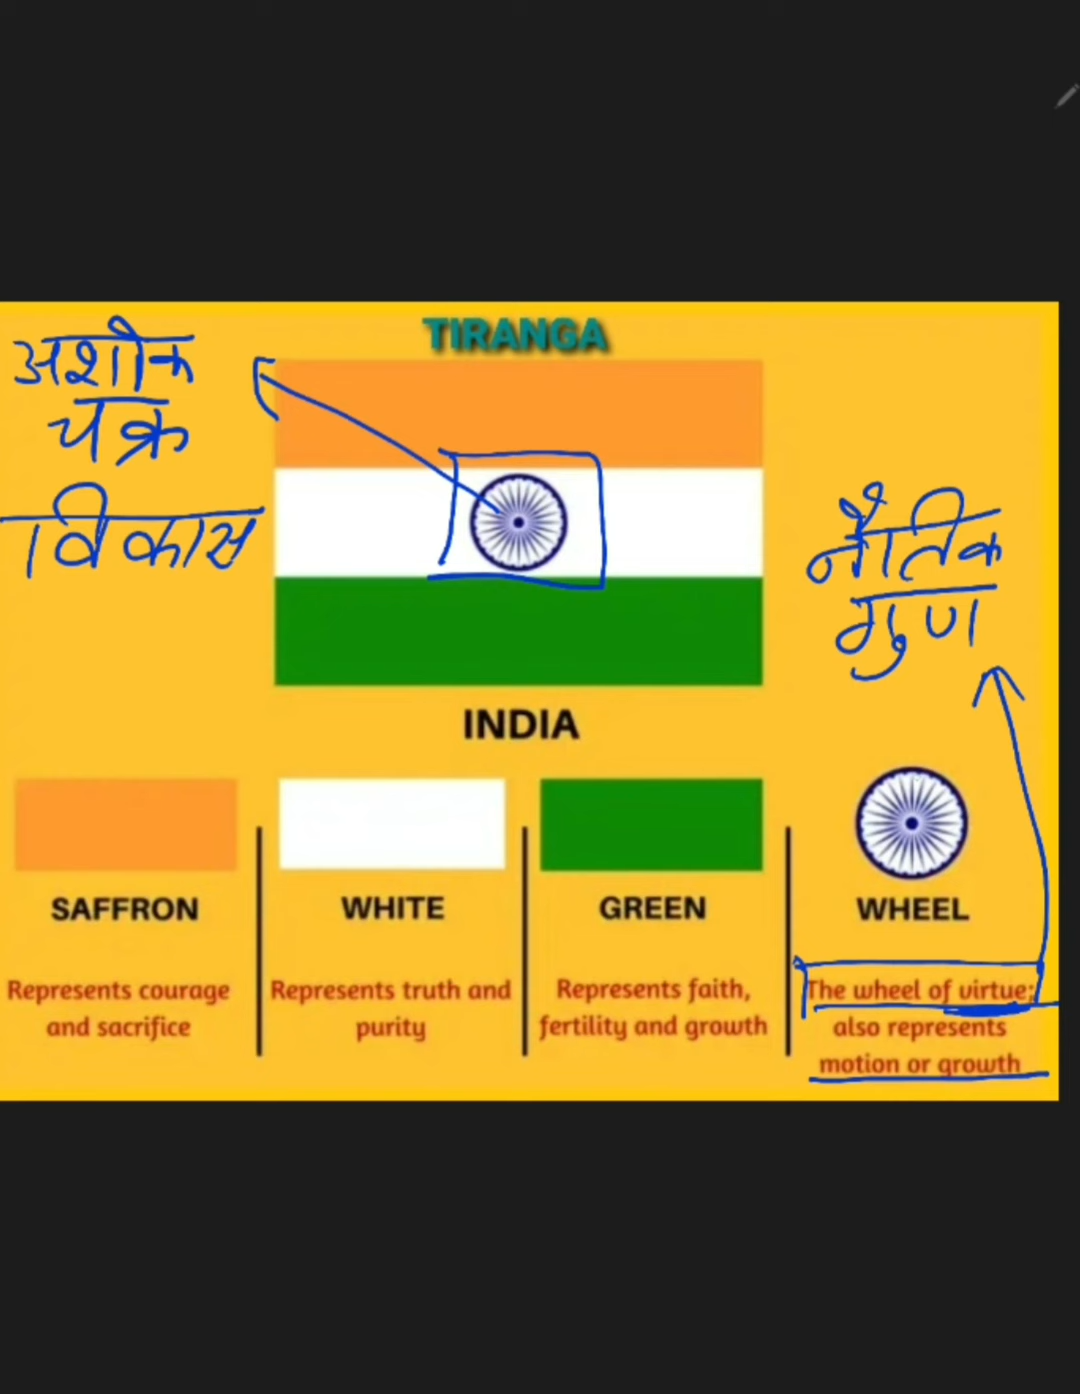 TIRANGA
अशोक
चक्र
विकास
नैतिक
गुण
INDIA
SAFFRON
Represents courage
and sacrifice
WHITE
Represents truth and
purity
GREEN
Represents faith,
fertility and growth
WHEEL
The wheel of virtue;
also represents
motion or growth